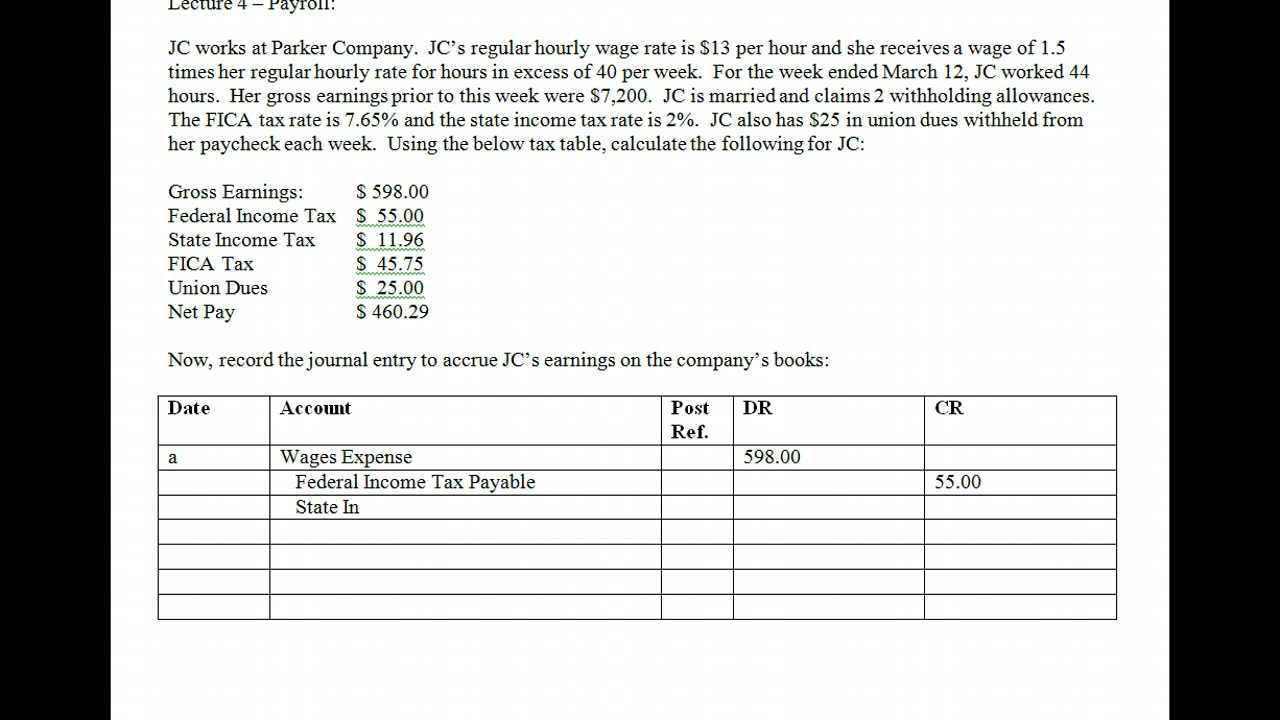 Lecture 4 – Payroll:
JC works at Parker Company. JC's regular hourly wage rate is $13 per hour and she receives a wage of 1.5
times her regular hourly rate for hours in excess of 40 per week. For the week ended March 12, JC worked 44
hours. Her gross earnings prior to this week were $7,200. JC is married and claims 2 withholding allowances.
The FICA tax rate is 7.65% and the state income tax rate is 2%. JC also has $25 in union dues withheld from
her paycheck each week. Using the below tax table, calculate the following for JC:
Gross Earnings: $ 598.00
Federal Income Tax $ 55.00
State Income Tax $ 11.96
FICA Tax $ 45.75
Union Dues $ 25.00
Net Pay $ 460.29
Now, record the journal entry to accrue JC's earnings on the company's books:
Date Account Post Ref. DR CR
a Wages Expense 598.00
Federal Income Tax Payable 55.00
State In